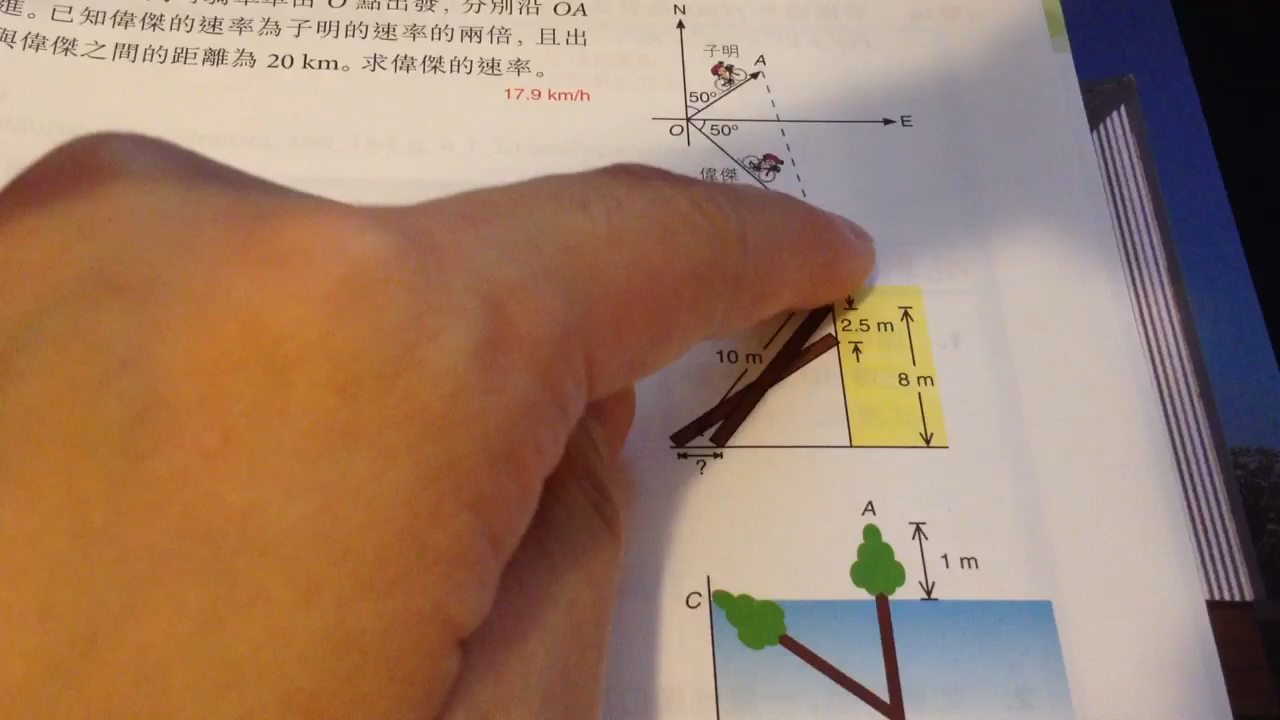 點出發, 分別沿 OA
進。已知偉傑的速率為子明的速率的兩倍, 且出
與偉傑之間的距離為 20 km。求偉傑的速率。
17.9 km/h
N
子明
A
50°
E
O
50°
偉傑
2.5 m
10 m
8 m
?
A
1 m
C